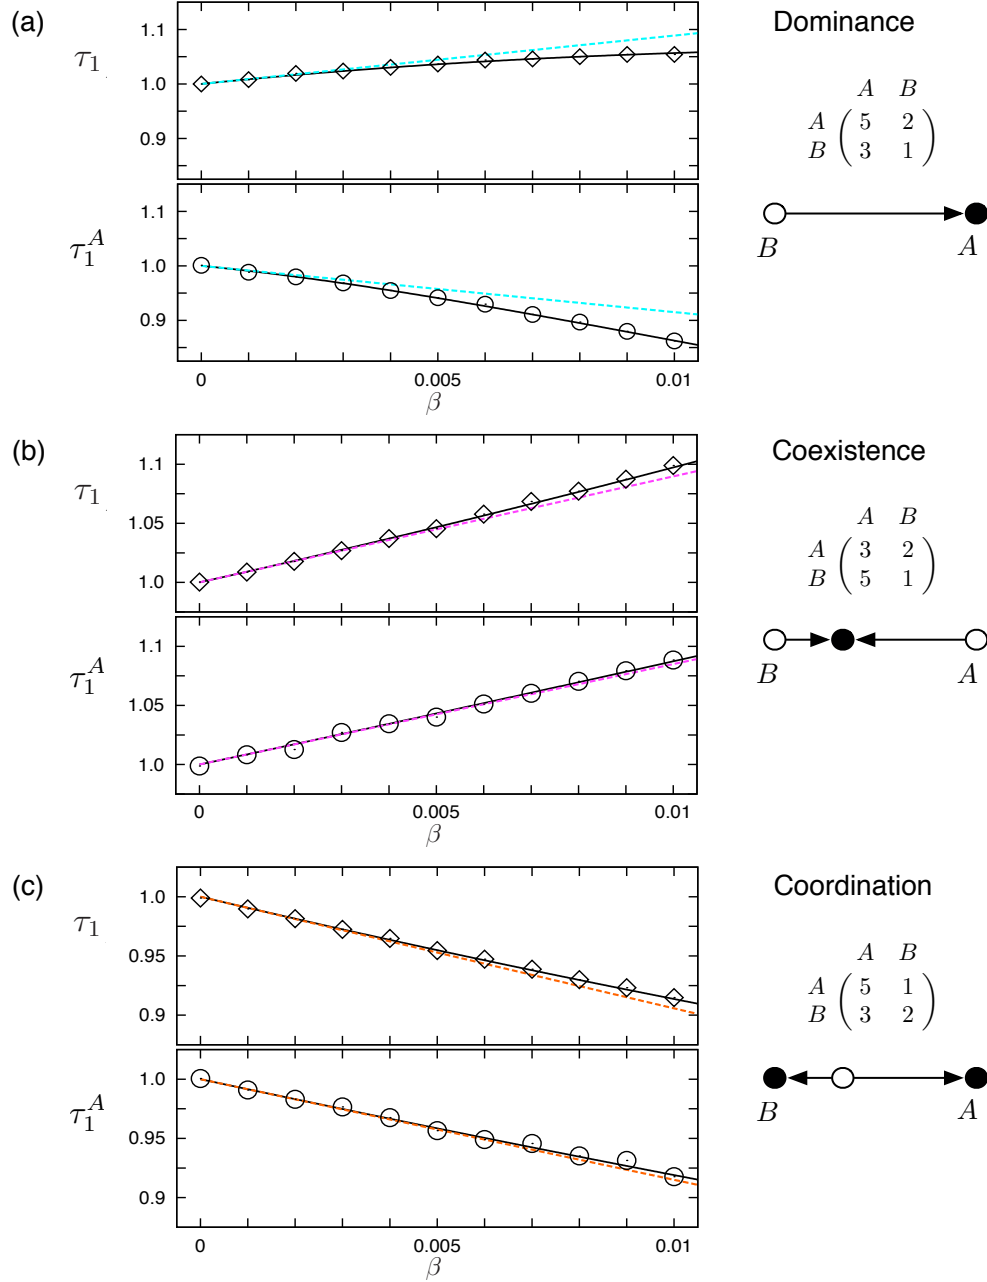 (a)
Dominance
τ₁
1.1
1.0
0.9
A B
A ( 5 2 )
B ( 3 1 )
τ₁ᴬ
1.1
1.0
0.9
B A
0 0.005 0.01
β
(b)
Coexistence
τ₁
1.1
1.05
1.0
A B
A ( 3 2 )
B ( 5 1 )
τ₁ᴬ
1.1
1.05
1.0
B A
0 0.005 0.01
β
(c)
Coordination
τ₁
1.0
0.95
0.9
A B
A ( 5 1 )
B ( 3 2 )
τ₁ᴬ
1.0
0.95
0.9
B A
0 0.005 0.01
β